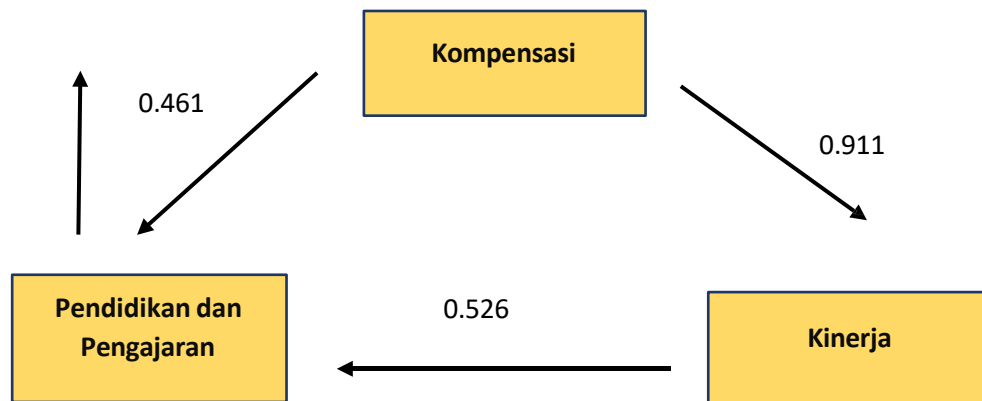 Kompensasi
0.461
0.911
Pendidikan dan
Pengajaran
0.526
Kinerja